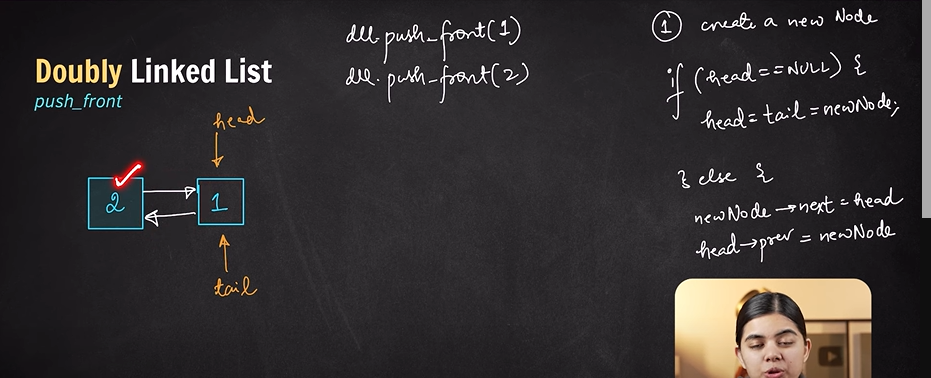 Doubly Linked List
push_front
dll.push_front(1)
dll.push_front(2)
head
2
1
tail
1 create a new Node
if (head==NULL) {
head=tail=newNode;
} else {
newNode→next=head
head→prev=newNode